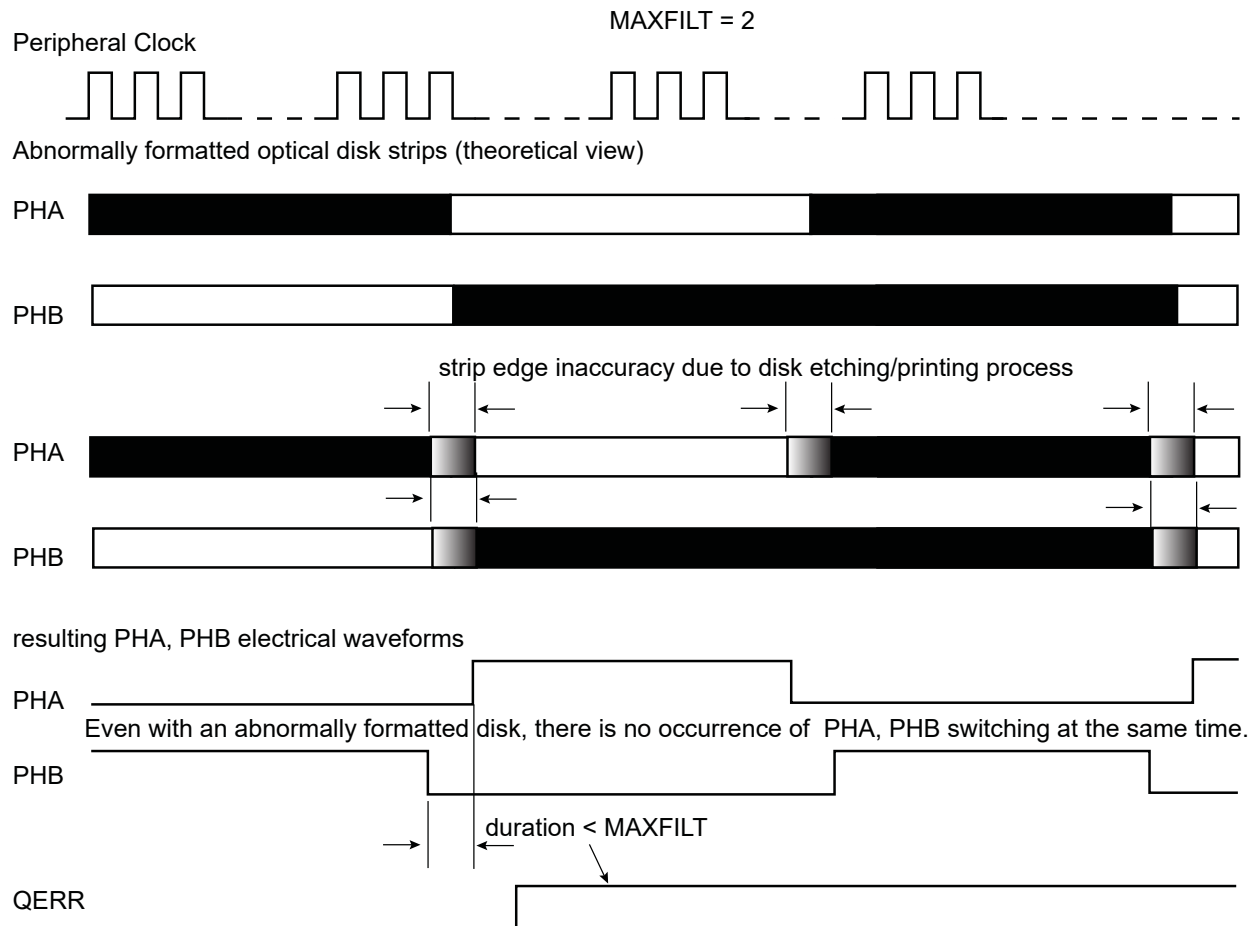 MAXFILT = 2
Peripheral Clock
Abnormally formatted optical disk strips (theoretical view)
PHA
PHB
strip edge inaccuracy due to disk etching/printing process
PHA
PHB
resulting PHA, PHB electrical waveforms
PHA
Even with an abnormally formatted disk, there is no occurrence of PHA, PHB switching at the same time.
PHB
duration < MAXFILT
QERR